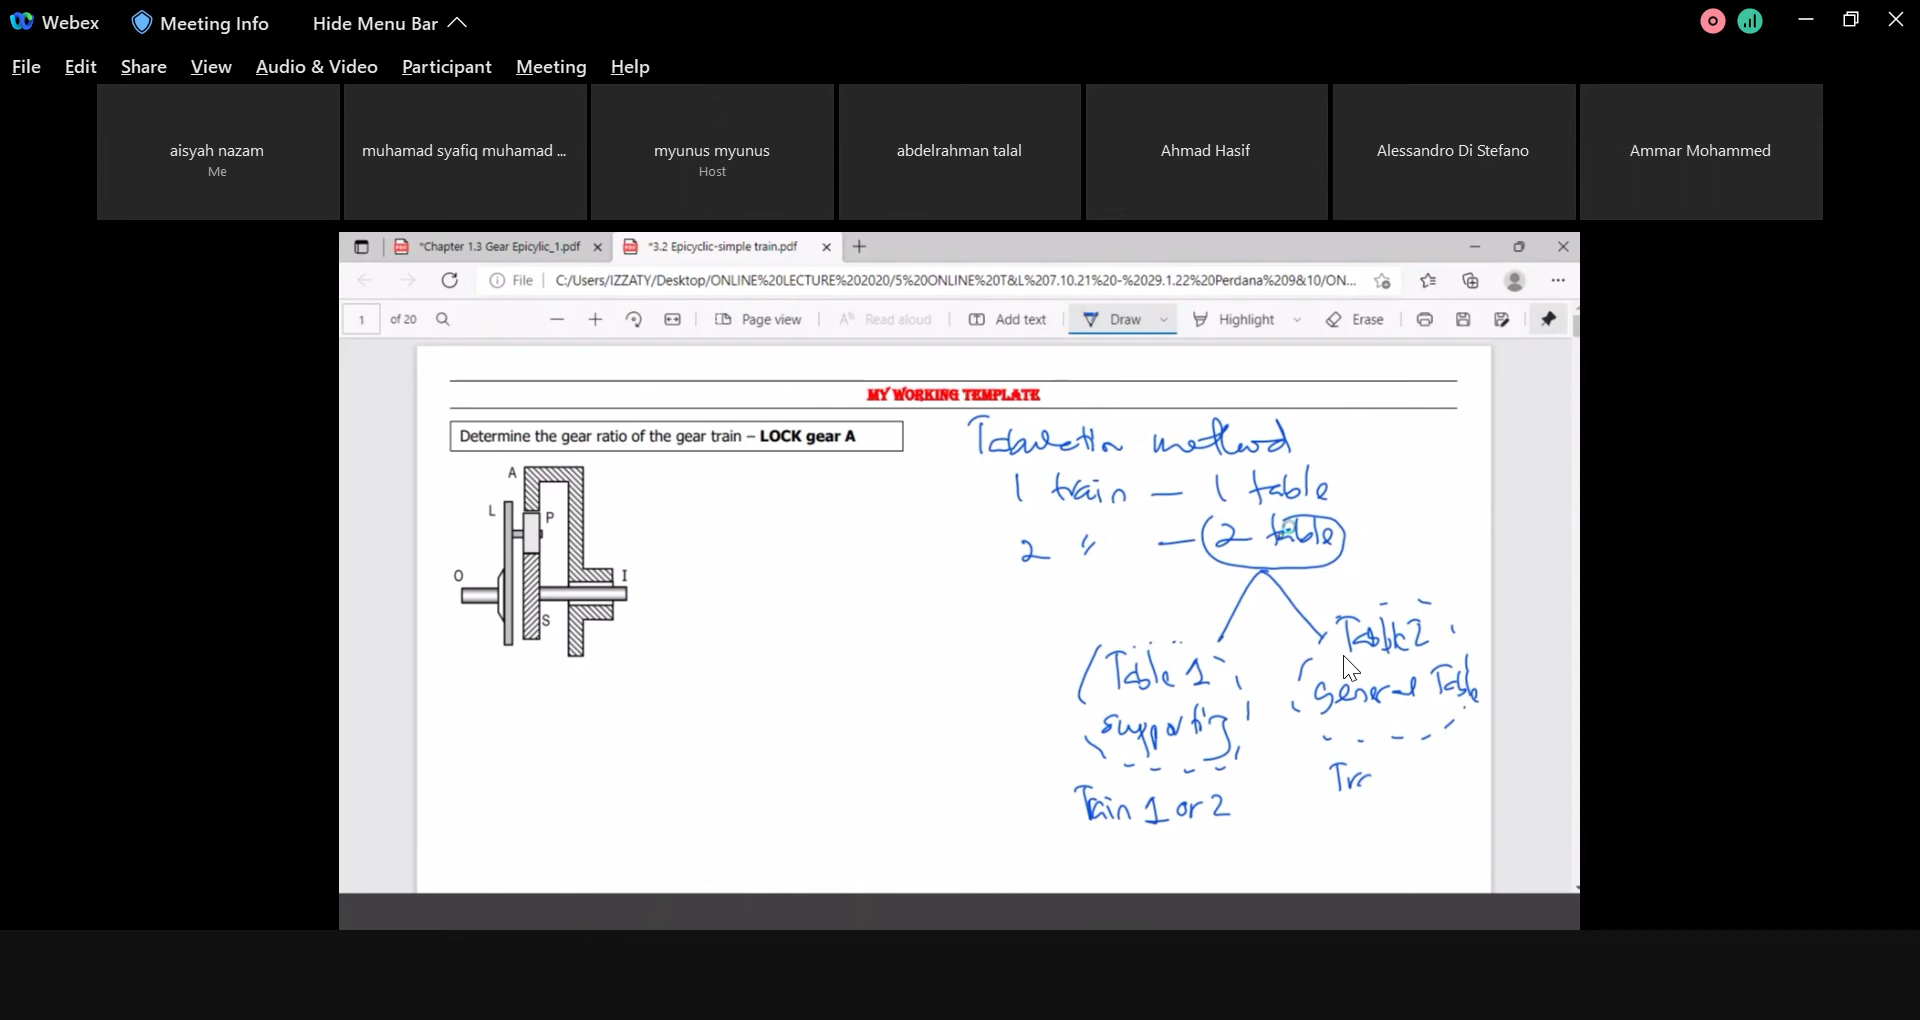 Webex Meeting Info Hide Menu Bar
File Edit Share View Audio & Video Participant Meeting Help
aisyah nazam
Me
muhamad syafiq muhamad ...
myunus myunus
Host
abdelrahman talal
Ahmad Hasif
Alessandro Di Stefano
Ammar Mohammed
*Chapter 1.3 Gear Epicylic_1.pdf
*3.2 Epicyclic-simple train.pdf
File C:/Users/IZZATY/Desktop/ONLINE%20LECTURE%202020/5%20ONLINE%20T&L%207.10.21%20-%2029.1.22%20Perdana%209&10/ON...
1 of 20 Page view Read aloud Add text Draw Highlight Erase
MY WORKING TEMPLATE
Determine the gear ratio of the gear train – LOCK gear A
A
L
P
O
I
S
Tabulation method
1 train — 1 table
2 〃 — 2 table
Table 1
supporting
Train 1 or 2
Table 2
General Table
Tra